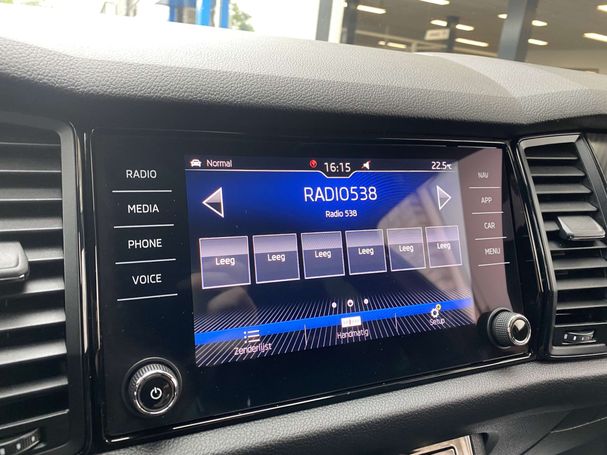 Normal 16:15 22.5°C
RADIO
MEDIA
PHONE
VOICE
RADIO538
Radio 538
Leeg Leeg Leeg Leeg Leeg Leeg
Zenderlijst Handmatig Setup
NAV
APP
CAR
MENU